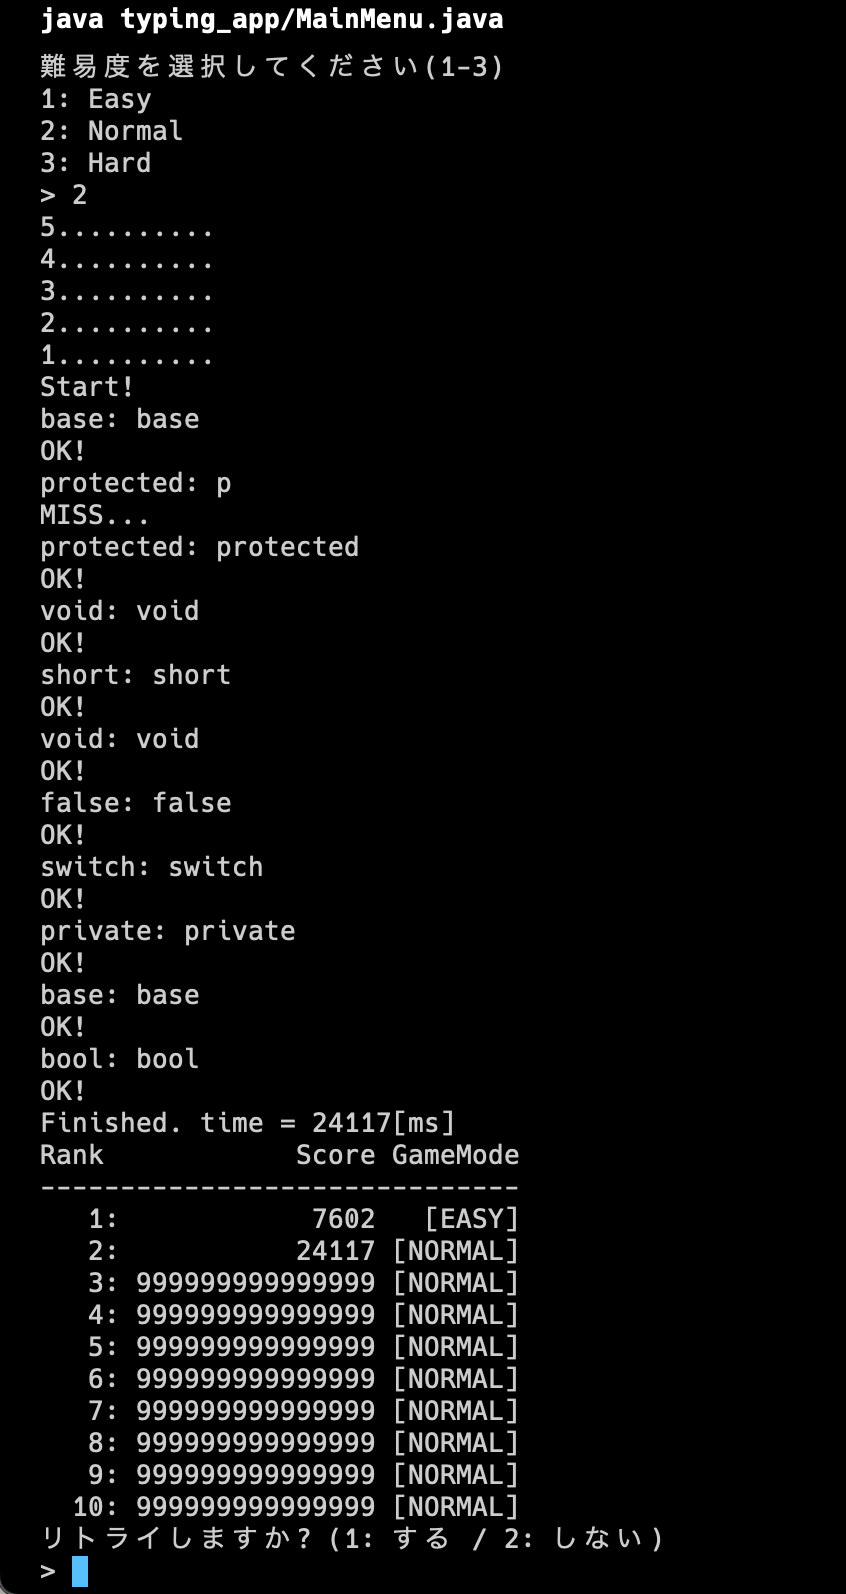 java typing_app/MainMenu.java
難易度を選択してください(1-3)
1: Easy
2: Normal
3: Hard
> 2
5..........
4..........
3..........
2..........
1..........
Start!
base: base
OK!
protected: p
MISS...
protected: protected
OK!
void: void
OK!
short: short
OK!
void: void
OK!
false: false
OK!
switch: switch
OK!
private: private
OK!
base: base
OK!
bool: bool
OK!
Finished. time = 24117[ms]
Rank            Score GameMode
------------------------------
   1:            7602   [EASY]
   2:           24117 [NORMAL]
   3: 999999999999999 [NORMAL]
   4: 999999999999999 [NORMAL]
   5: 999999999999999 [NORMAL]
   6: 999999999999999 [NORMAL]
   7: 999999999999999 [NORMAL]
   8: 999999999999999 [NORMAL]
   9: 999999999999999 [NORMAL]
  10: 999999999999999 [NORMAL]
リトライしますか?(1: する / 2: しない)
>